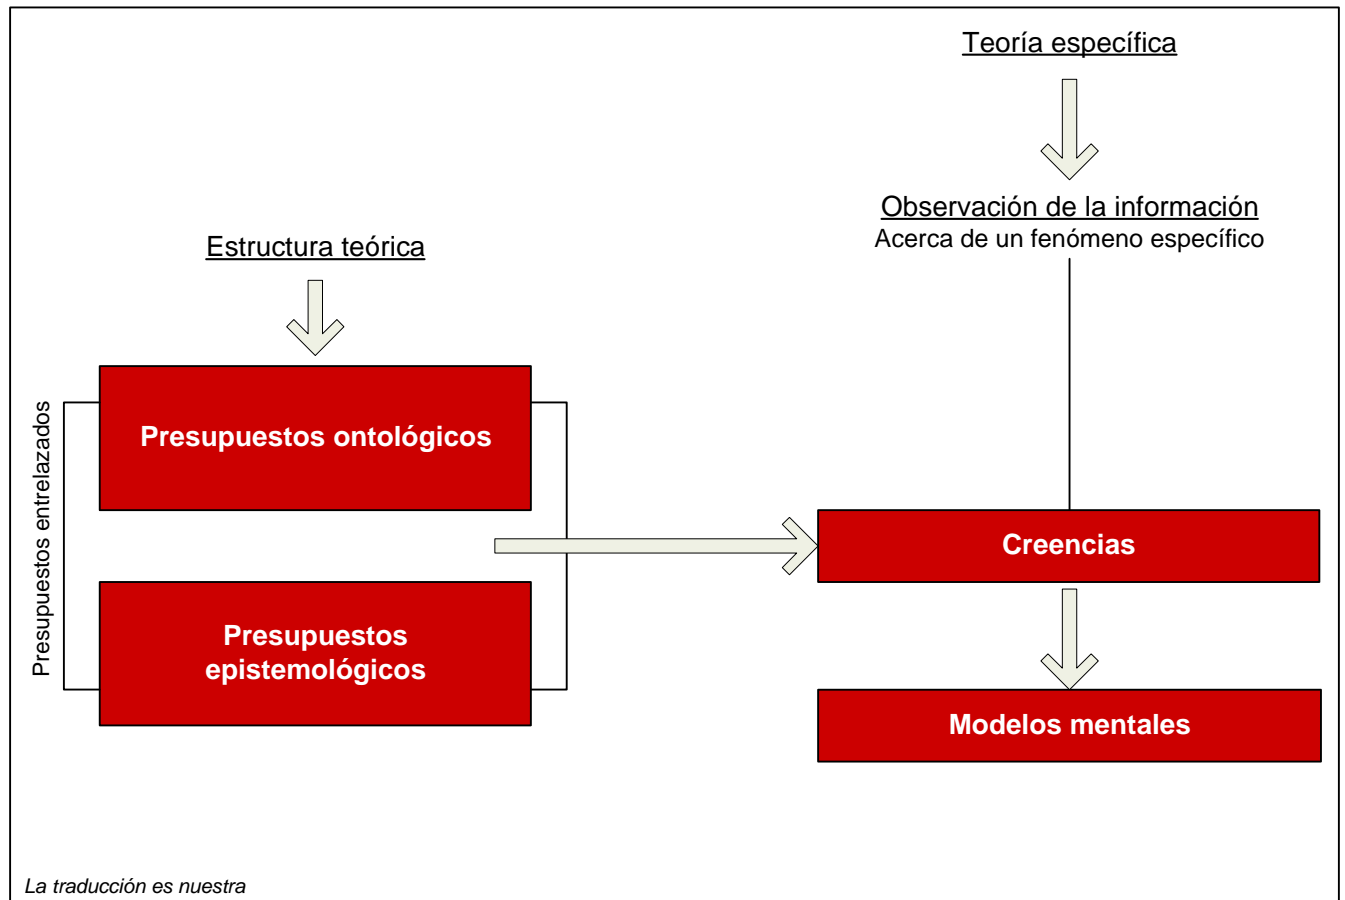 Teoría específica
Observación de la información
Acerca de un fenómeno específico
Estructura teórica
Presupuestos entrelazados
Presupuestos ontológicos
Presupuestos
epistemológicos
Creencias
Modelos mentales
La traducción es nuestra